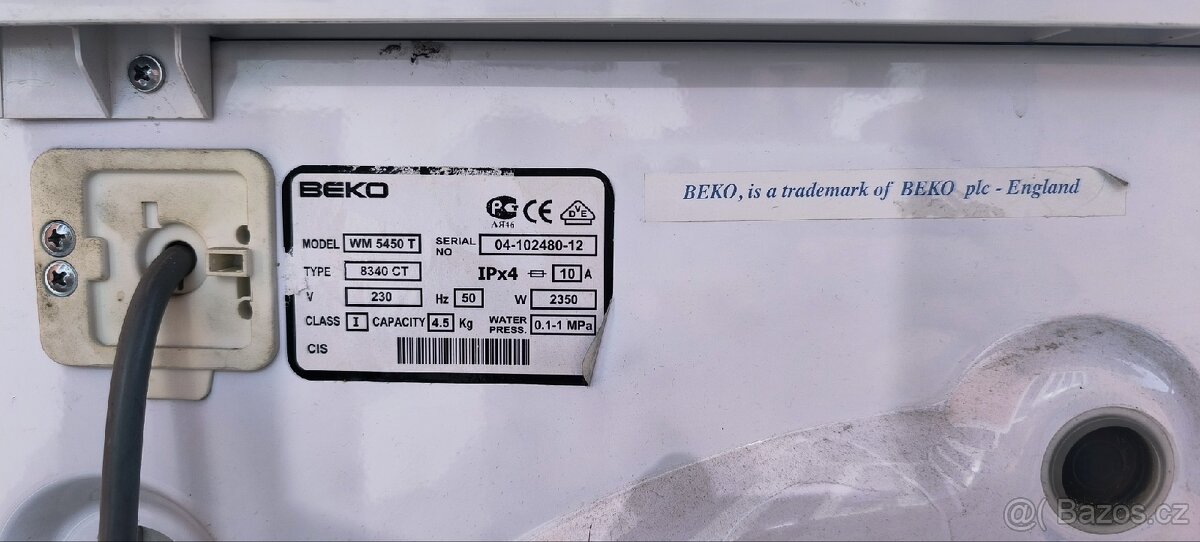 BEKO
CE
DVE
АЯ46
MODEL WM 5450 T SERIAL NO 04-102480-12
TYPE 8340 CT IPx4 10 A
V 230 Hz 50 W 2350
CLASS I CAPACITY 4.5 Kg WATER PRESS. 0.1-1 MPa
CIS
BEKO, is a trademark of BEKO plc - England
@( Bazos.cz